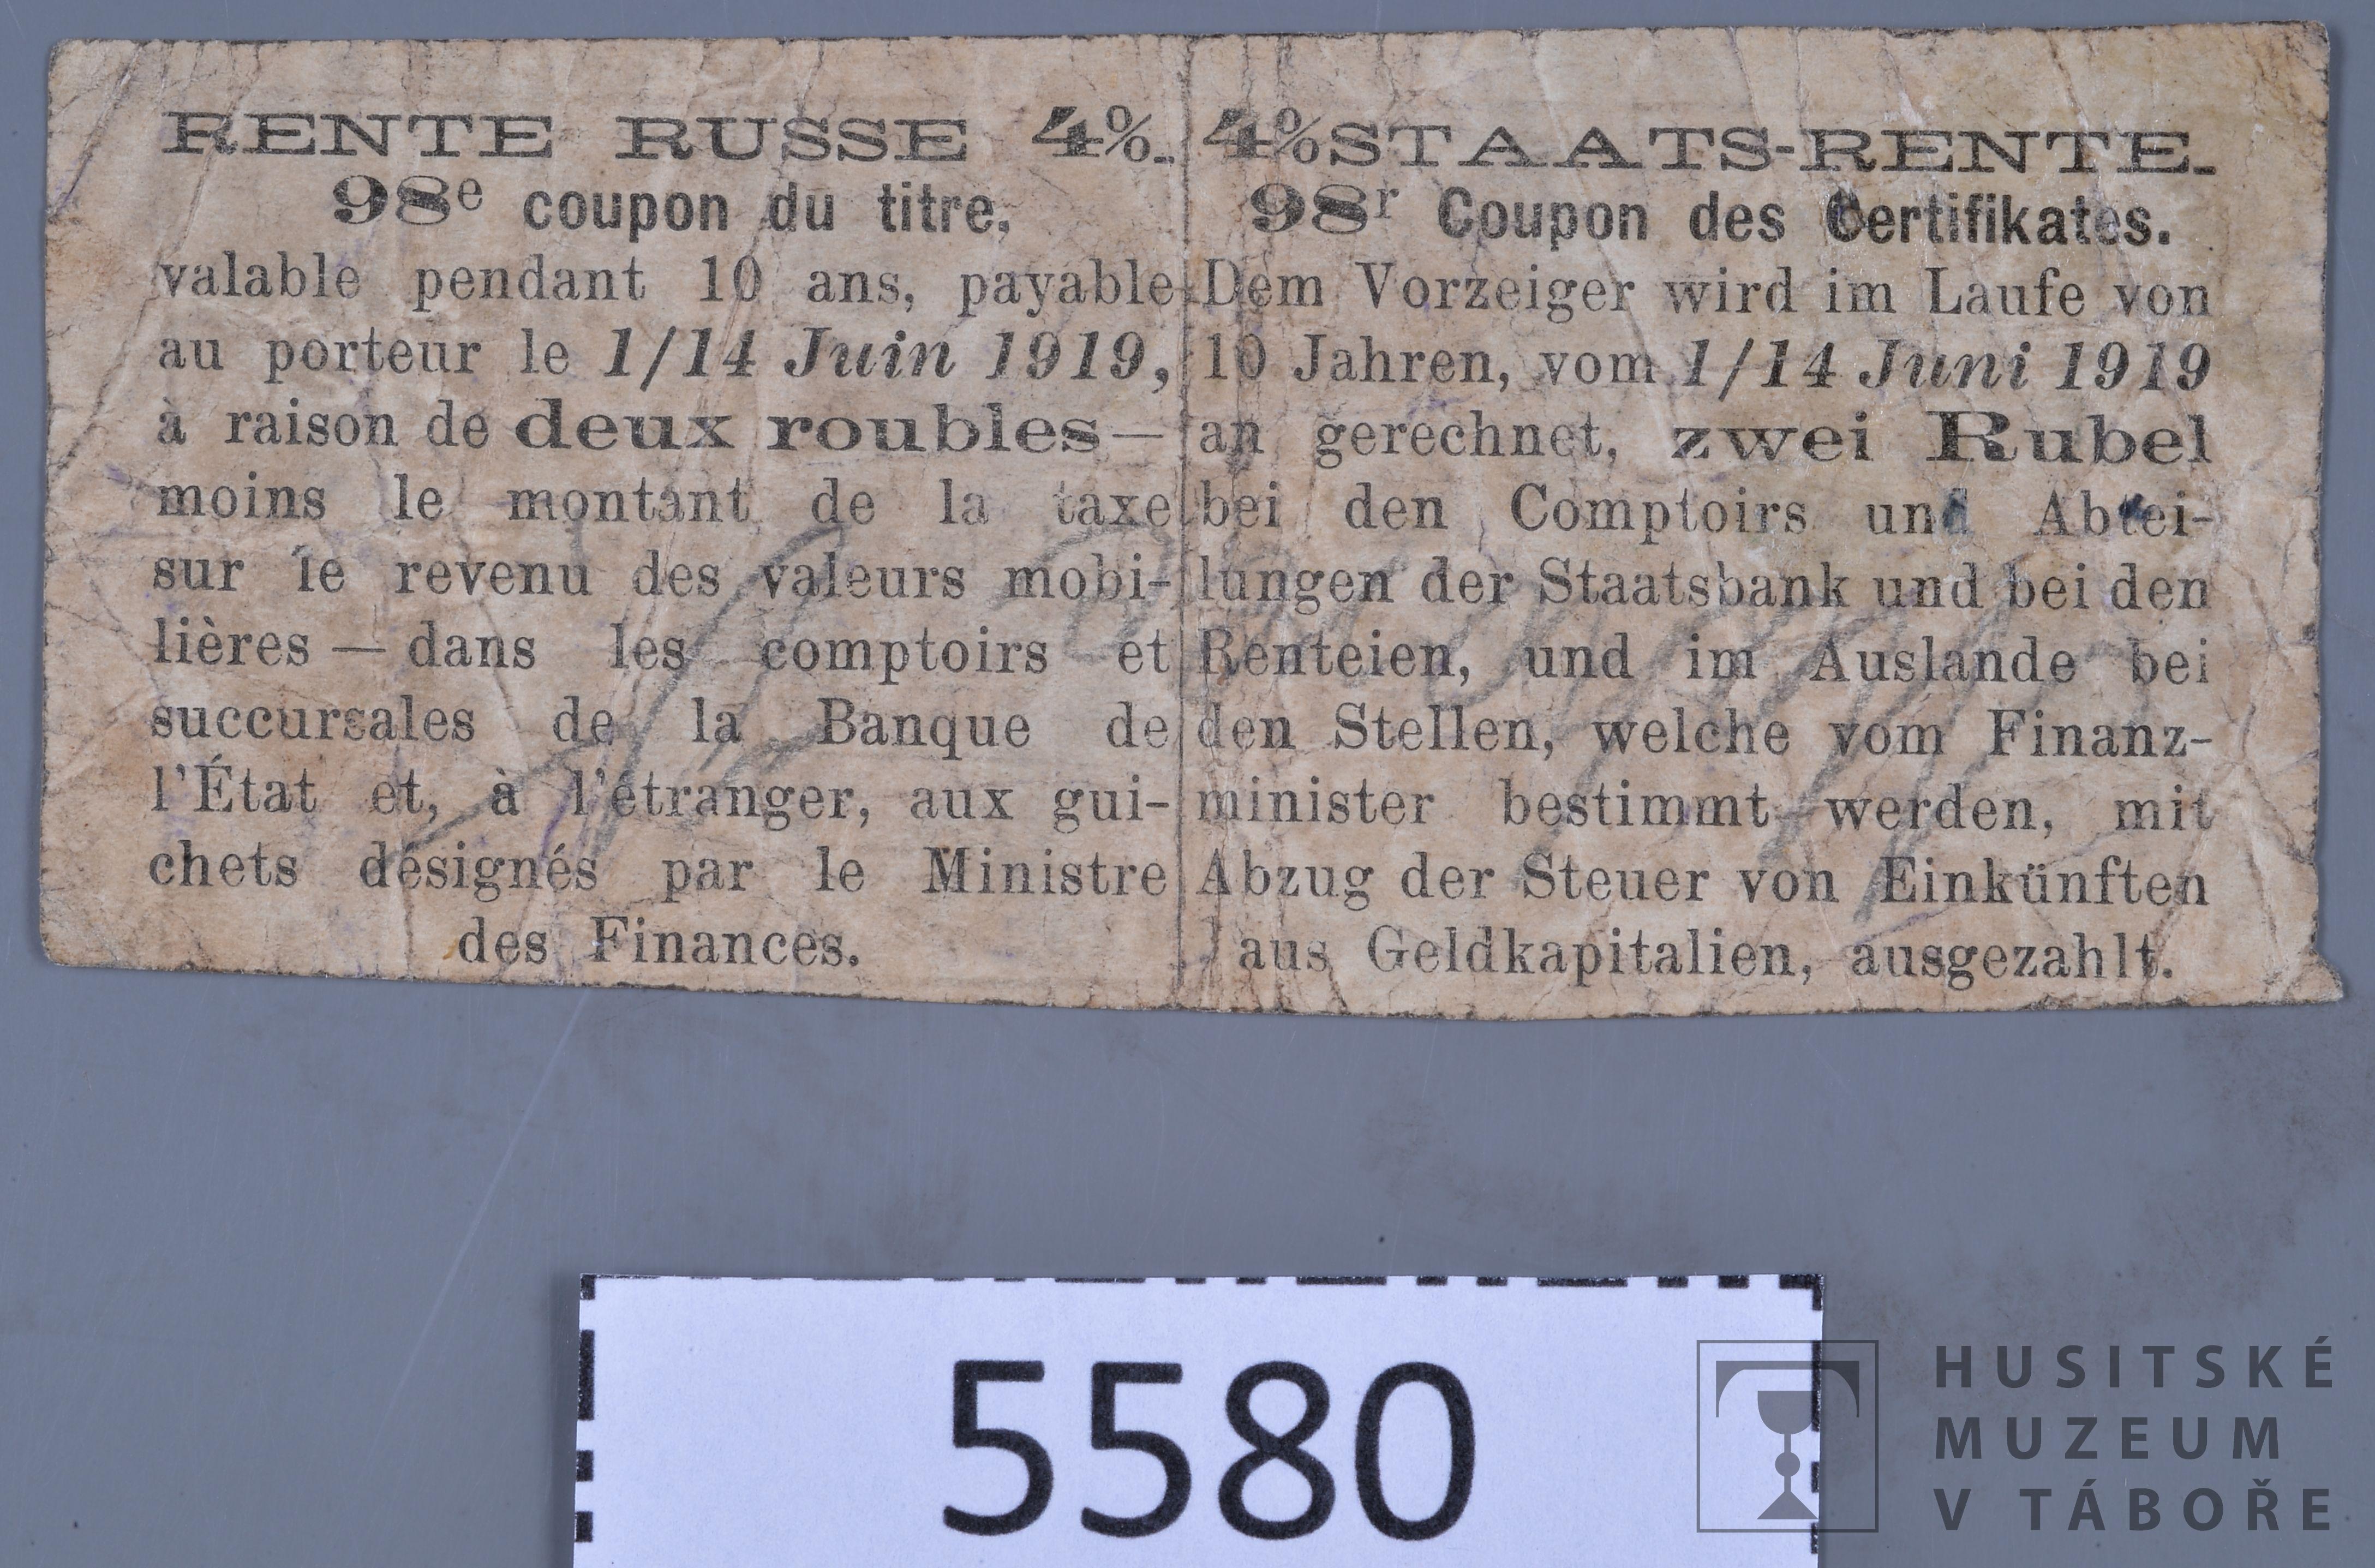 RENTE RUSSE 4%.
98e coupon du titre.
valable pendant 10 ans, payable
au porteur le 1/14 Juin 1919,
à raison de deux roubles—
moins le montant de la taxe
sur le revenu des valeurs mobi-
lières — dans les comptoirs et
succursales de la Banque de
l'État et, à l'étranger, aux gui-
chets désignés par le Ministre
des Finances.
4% STAATS-RENTE.
98r Coupon des Certifikates.
Dem Vorzeiger wird im Laufe von
10 Jahren, vom 1/14 Juni 1919
an gerechnet, zwei Rubel
bei den Comptoirs und Abtei-
lungen der Staatsbank und bei den
Renteien, und im Auslande bei
den Stellen, welche vom Finanz-
minister bestimmt werden, mit
Abzug der Steuer von Einkünften
aus Geldkapitalien, ausgezahlt.
5580
HUSITSKÉ
MUZEUM
V TÁBOŘE